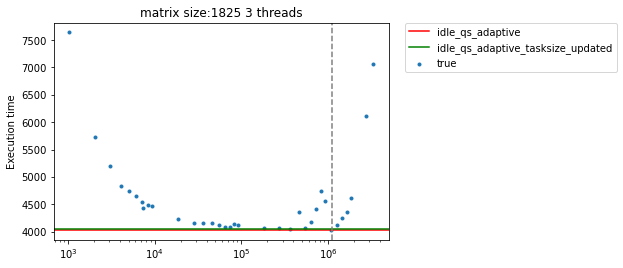 matrix size:1825 3 threads
idle_qs_adaptive
idle_qs_adaptive_tasksize_updated
true
Execution time
7500
7000
6500
6000
5500
5000
4500
4000
10³
10⁴
10⁵
10⁶